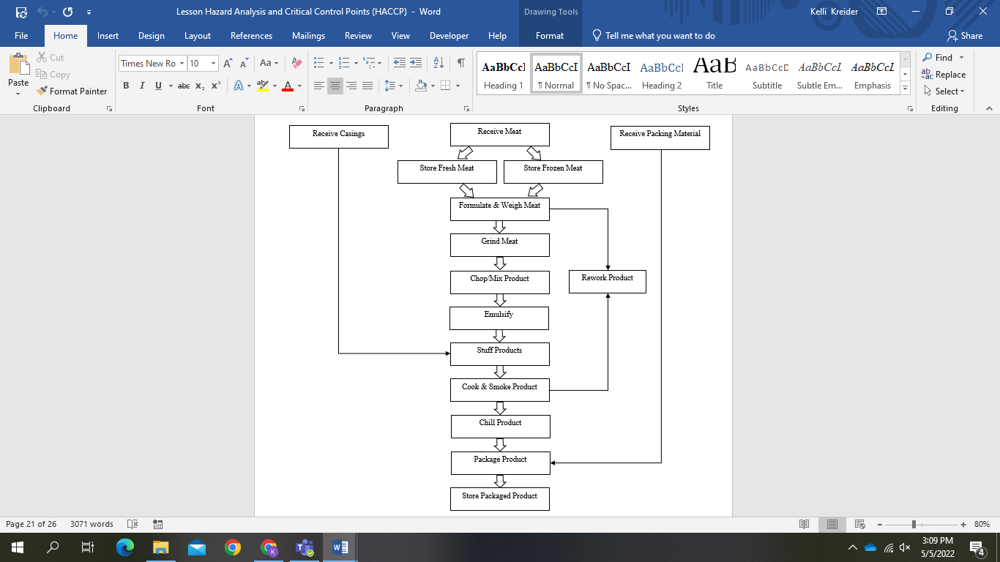 Lesson Hazard Analysis and Critical Control Points (HACCP) - Word
Drawing Tools
Kelli Kreider
File Home Insert Design Layout References Mailings Review View Developer Help Format Tell me what you want to do Share
Cut
Copy
Format Painter
Paste
Clipboard
Times New Ro 10
Font
Paragraph
AaBbCcI AaBbCcI AaBbCcI AaBbCcI AaB AaBbCcD AaBbCcI AaBbCcI
Heading 1 ¶ Normal ¶ No Spac... Heading 2 Title Subtitle Subtle Em... Emphasis
Styles
Find
Replace
Select
Editing
Receive Casings
Receive Meat
Receive Packing Material
Store Fresh Meat
Store Frozen Meat
Formulate & Weigh Meat
Grind Meat
Chop/Mix Product
Rework Product
Emulsify
Stuff Products
Cook & Smoke Product
Chill Product
Package Product
Store Packaged Product
Page 21 of 26 3071 words
80%
3:09 PM
5/5/2022
4